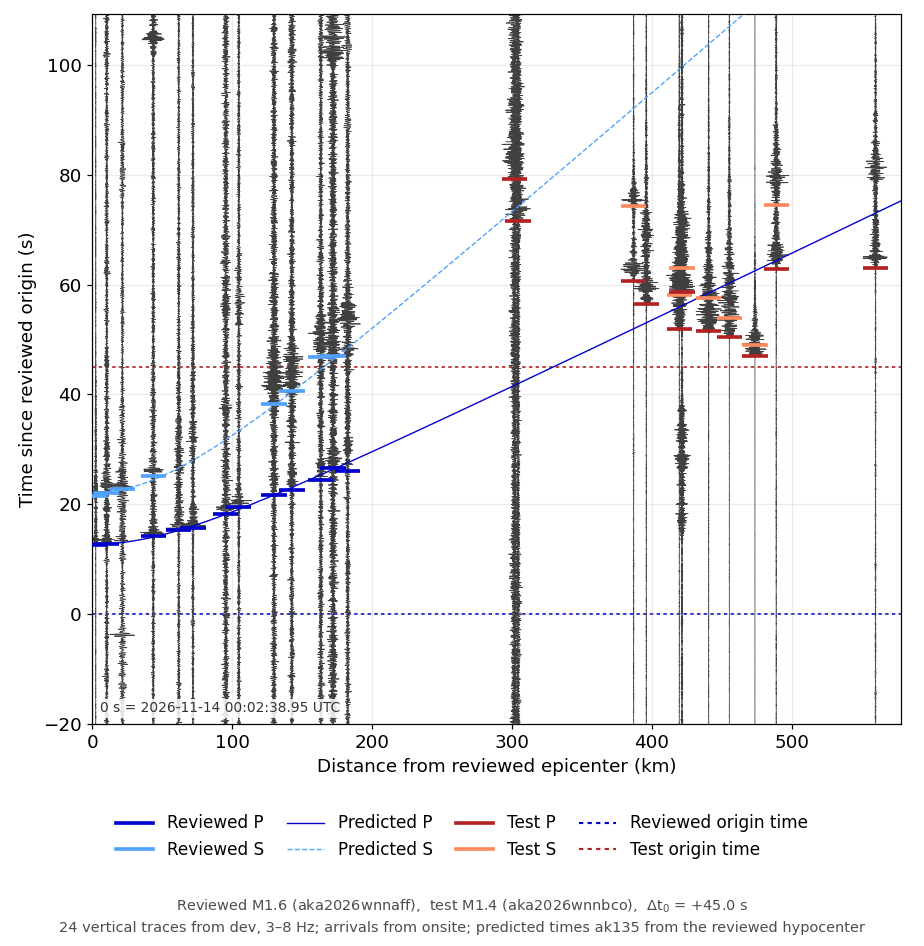 100
80
60
40
20
0
−20
Time since reviewed origin (s)
0 s = 2026-11-14 00:02:38.95 UTC
0 100 200 300 400 500
Distance from reviewed epicenter (km)
Reviewed P Predicted P Test P Reviewed origin time
Reviewed S Predicted S Test S Test origin time
Reviewed M1.6 (aka2026wnnaff), test M1.4 (aka2026wnnbco), Δt₀ = +45.0 s
24 vertical traces from dev, 3–8 Hz; arrivals from onsite; predicted times ak135 from the reviewed hypocenter